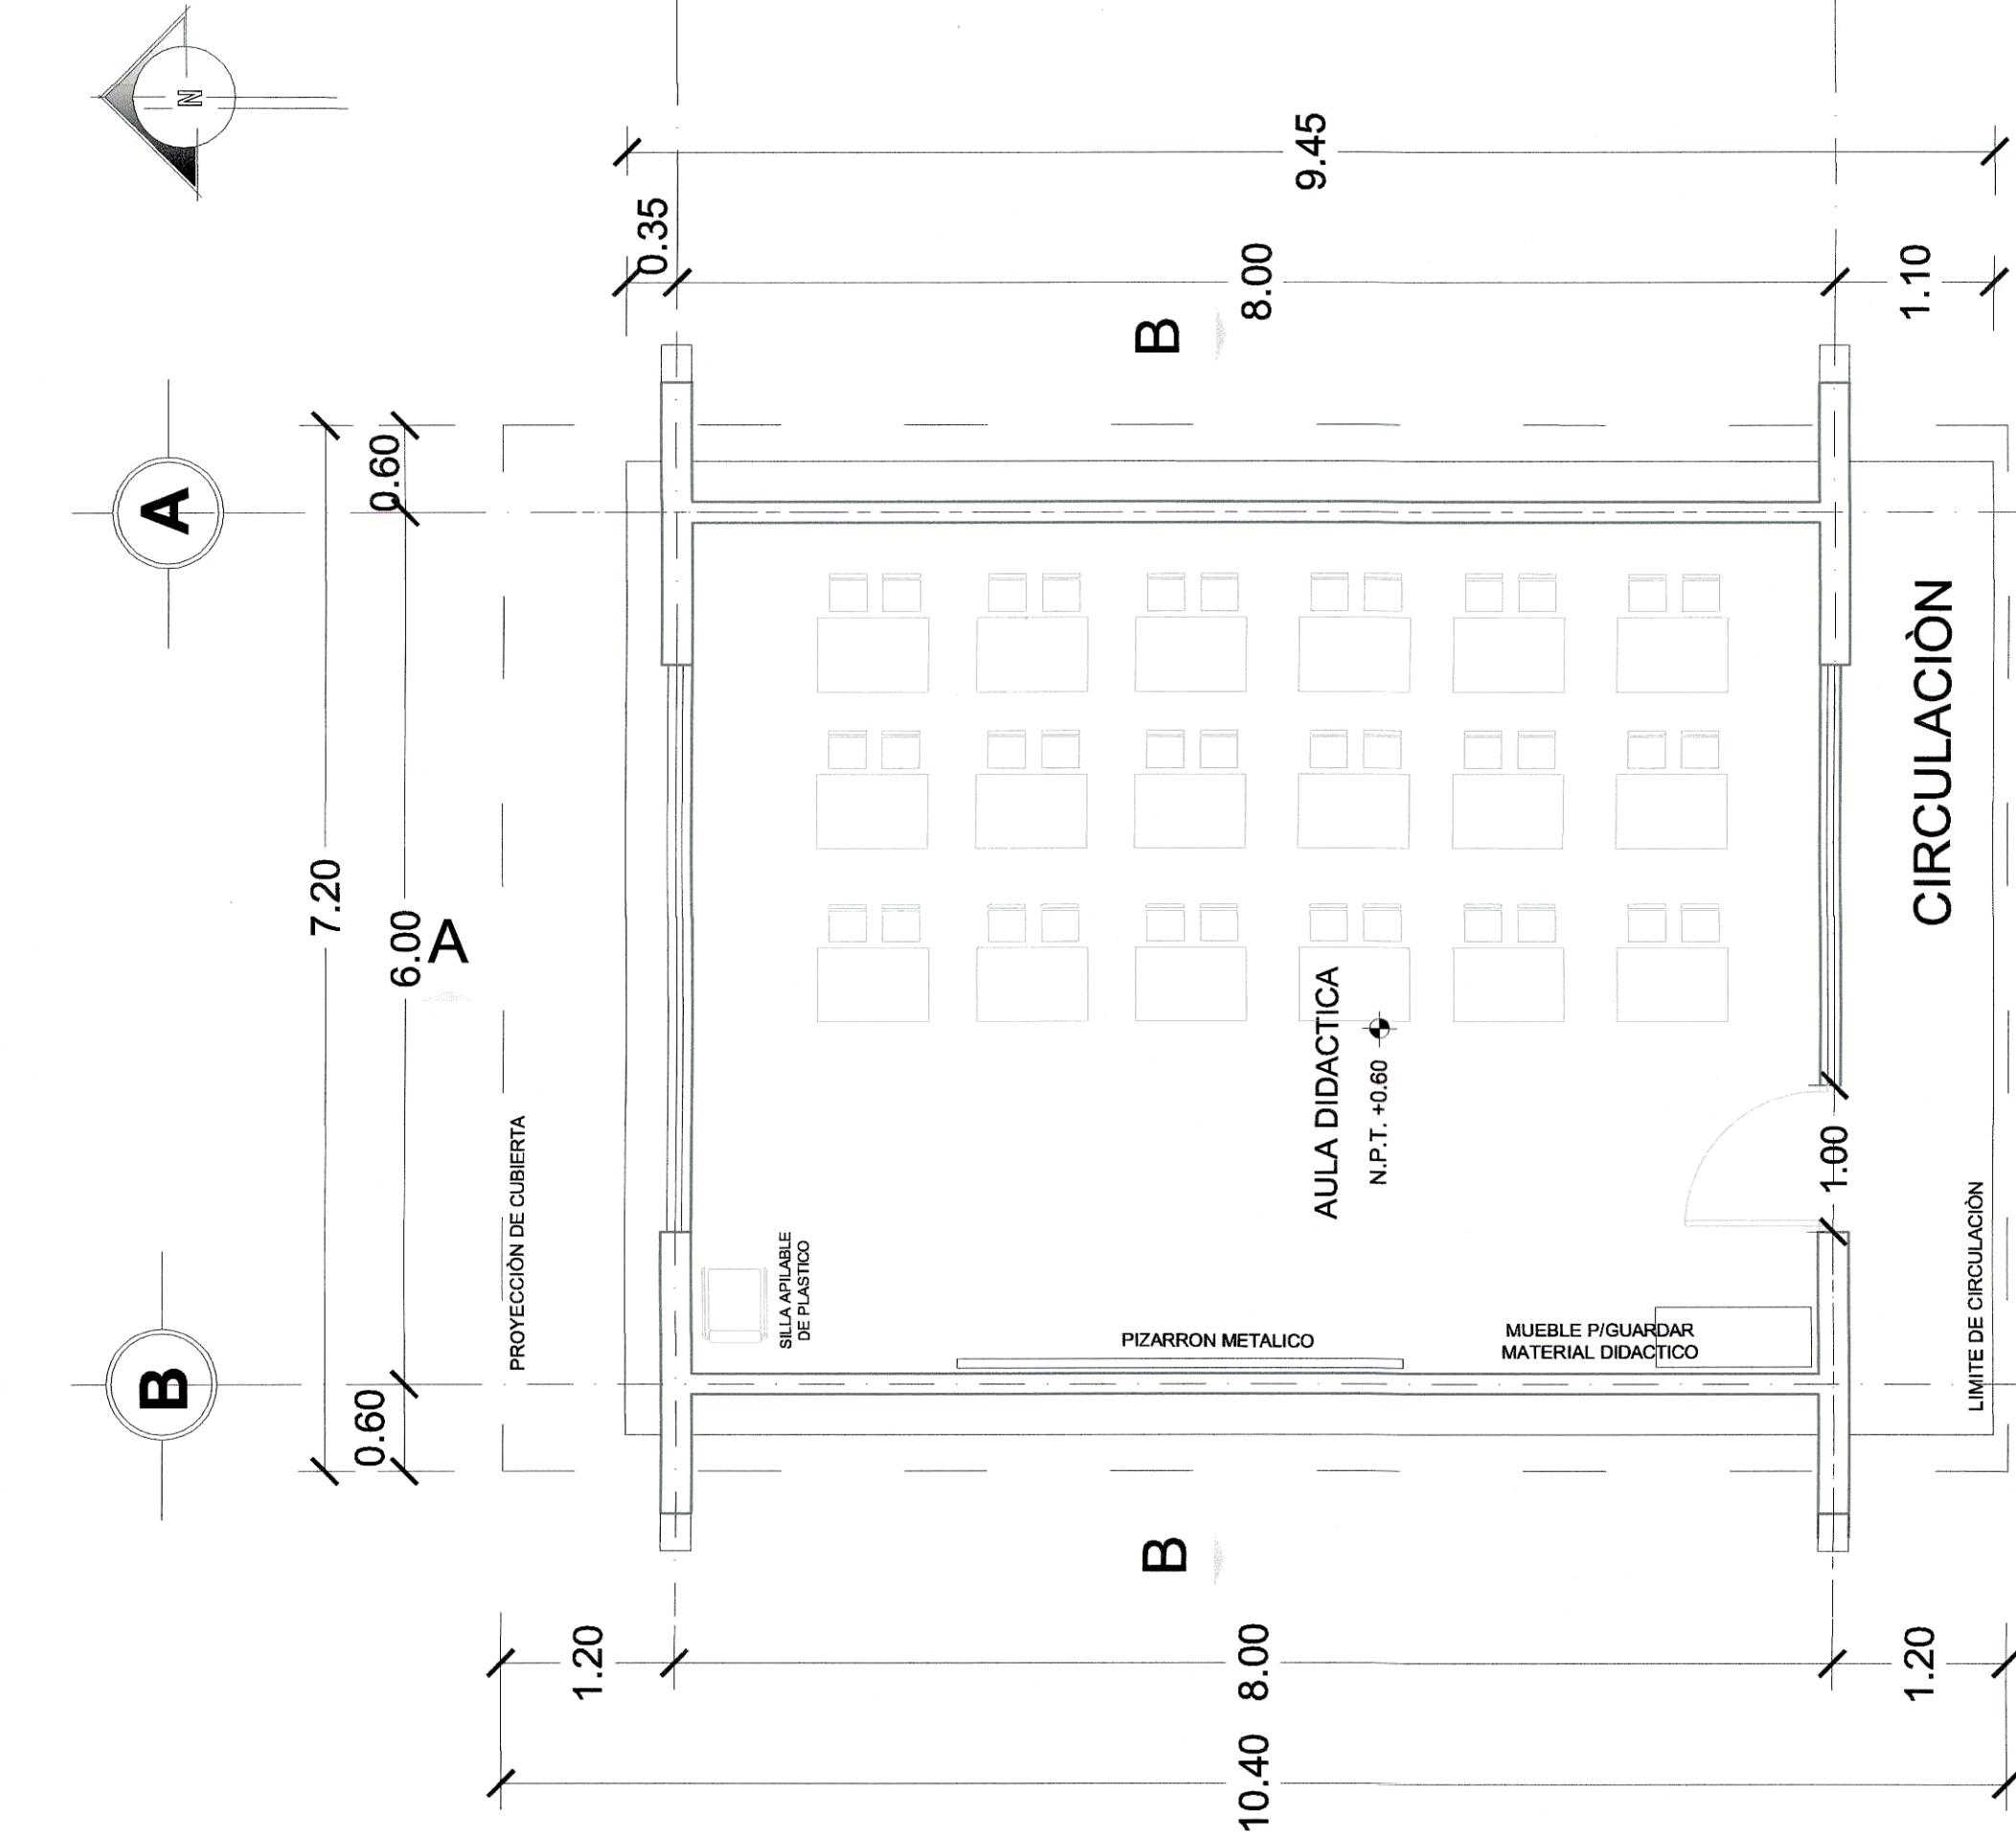 N
A
B
7.20
0.60
6.00
0.60
A
PROYECCIÒN DE CUBIERTA
0.35
8.00
1.10
9.45
B
AULA DIDACTICA
N.P.T. +0.60
SILLA APILABLE
DE PLASTICO
PIZARRON METALICO
MUEBLE P/GUARDAR
MATERIAL DIDACTICO
1.00
CIRCULACIÒN
LIMITE DE CIRCULACIÒN
B
1.20
8.00
1.20
10.40